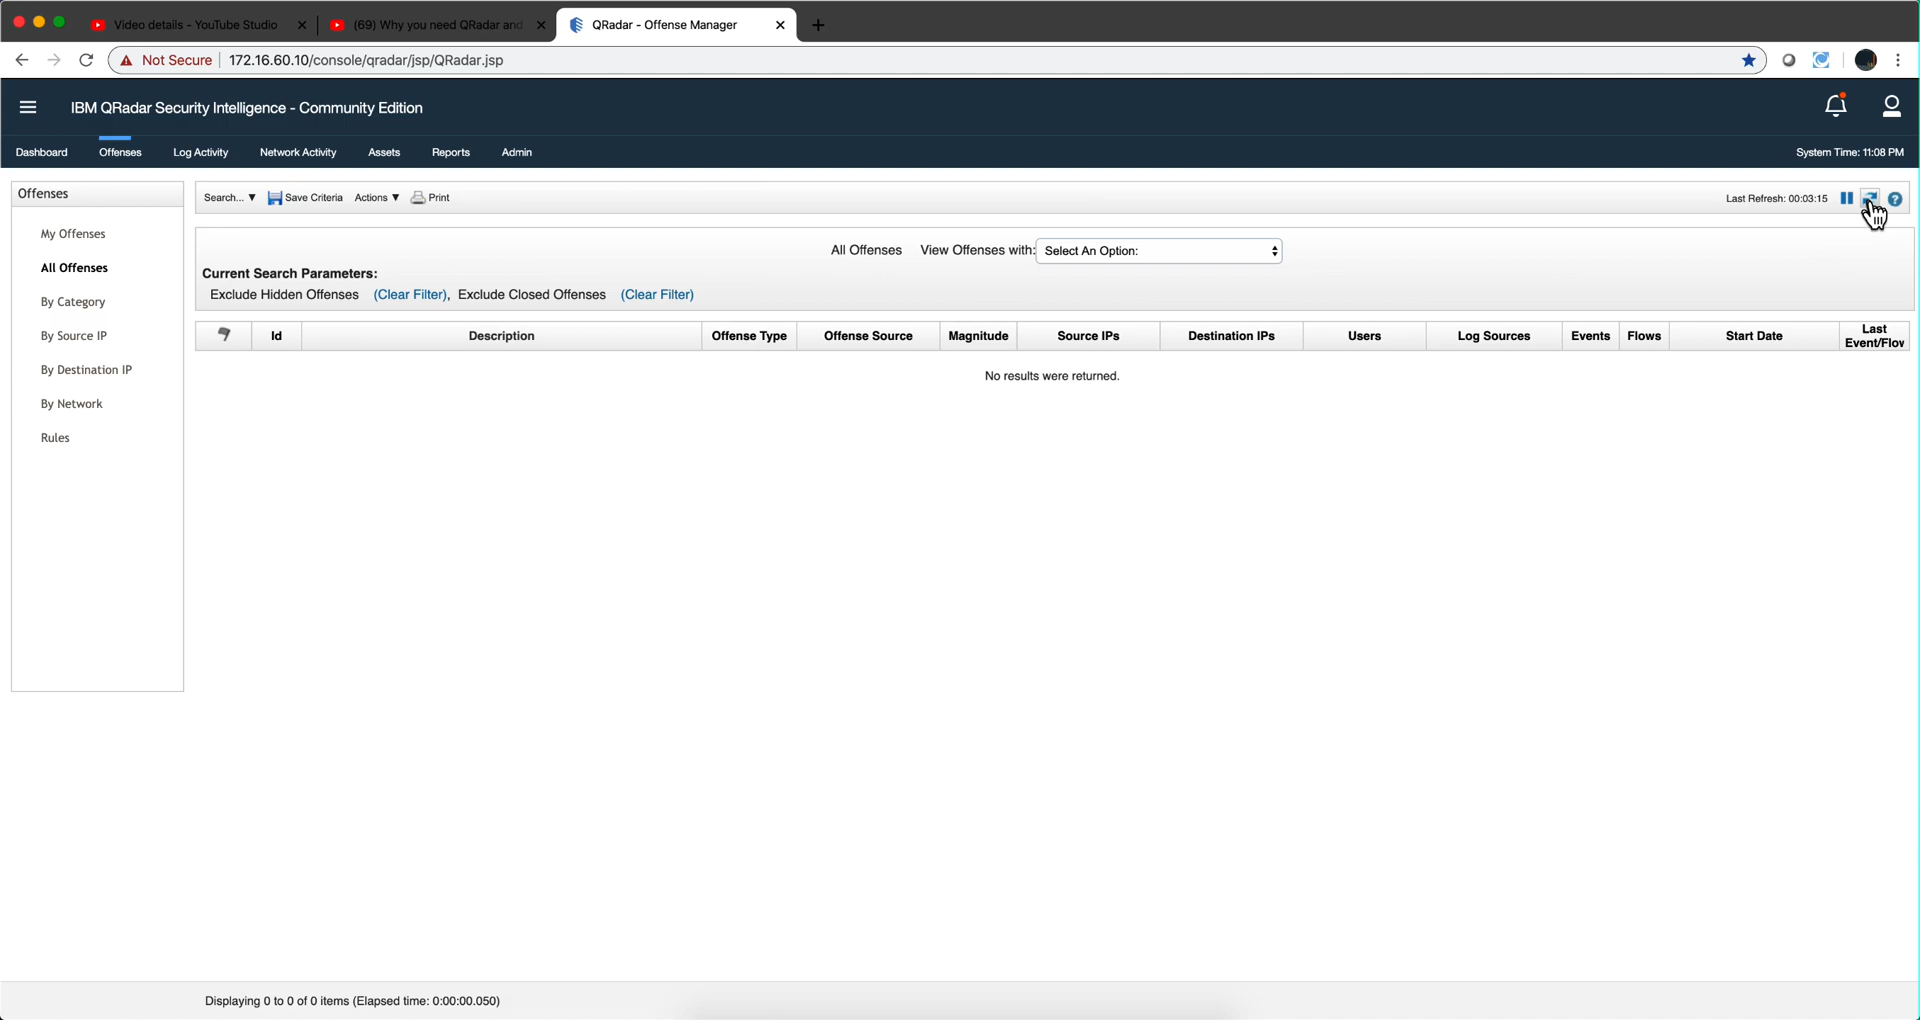 Video details - YouTube Studio
(69) Why you need QRadar and
QRadar - Offense Manager
Not Secure 172.16.60.10/console/qradar/jsp/QRadar.jsp
IBM QRadar Security Intelligence - Community Edition
Dashboard Offenses Log Activity Network Activity Assets Reports Admin System Time: 11:08 PM
Offenses
My Offenses
All Offenses
By Category
By Source IP
By Destination IP
By Network
Rules
Search... ▼ Save Criteria Actions ▼ Print Last Refresh: 00:03:15
All Offenses View Offenses with: Select An Option:
Current Search Parameters:
Exclude Hidden Offenses (Clear Filter), Exclude Closed Offenses (Clear Filter)
Id Description Offense Type Offense Source Magnitude Source IPs Destination IPs Users Log Sources Events Flows Start Date Last
Event/Flow
No results were returned.
Displaying 0 to 0 of 0 items (Elapsed time: 0:00:00.050)